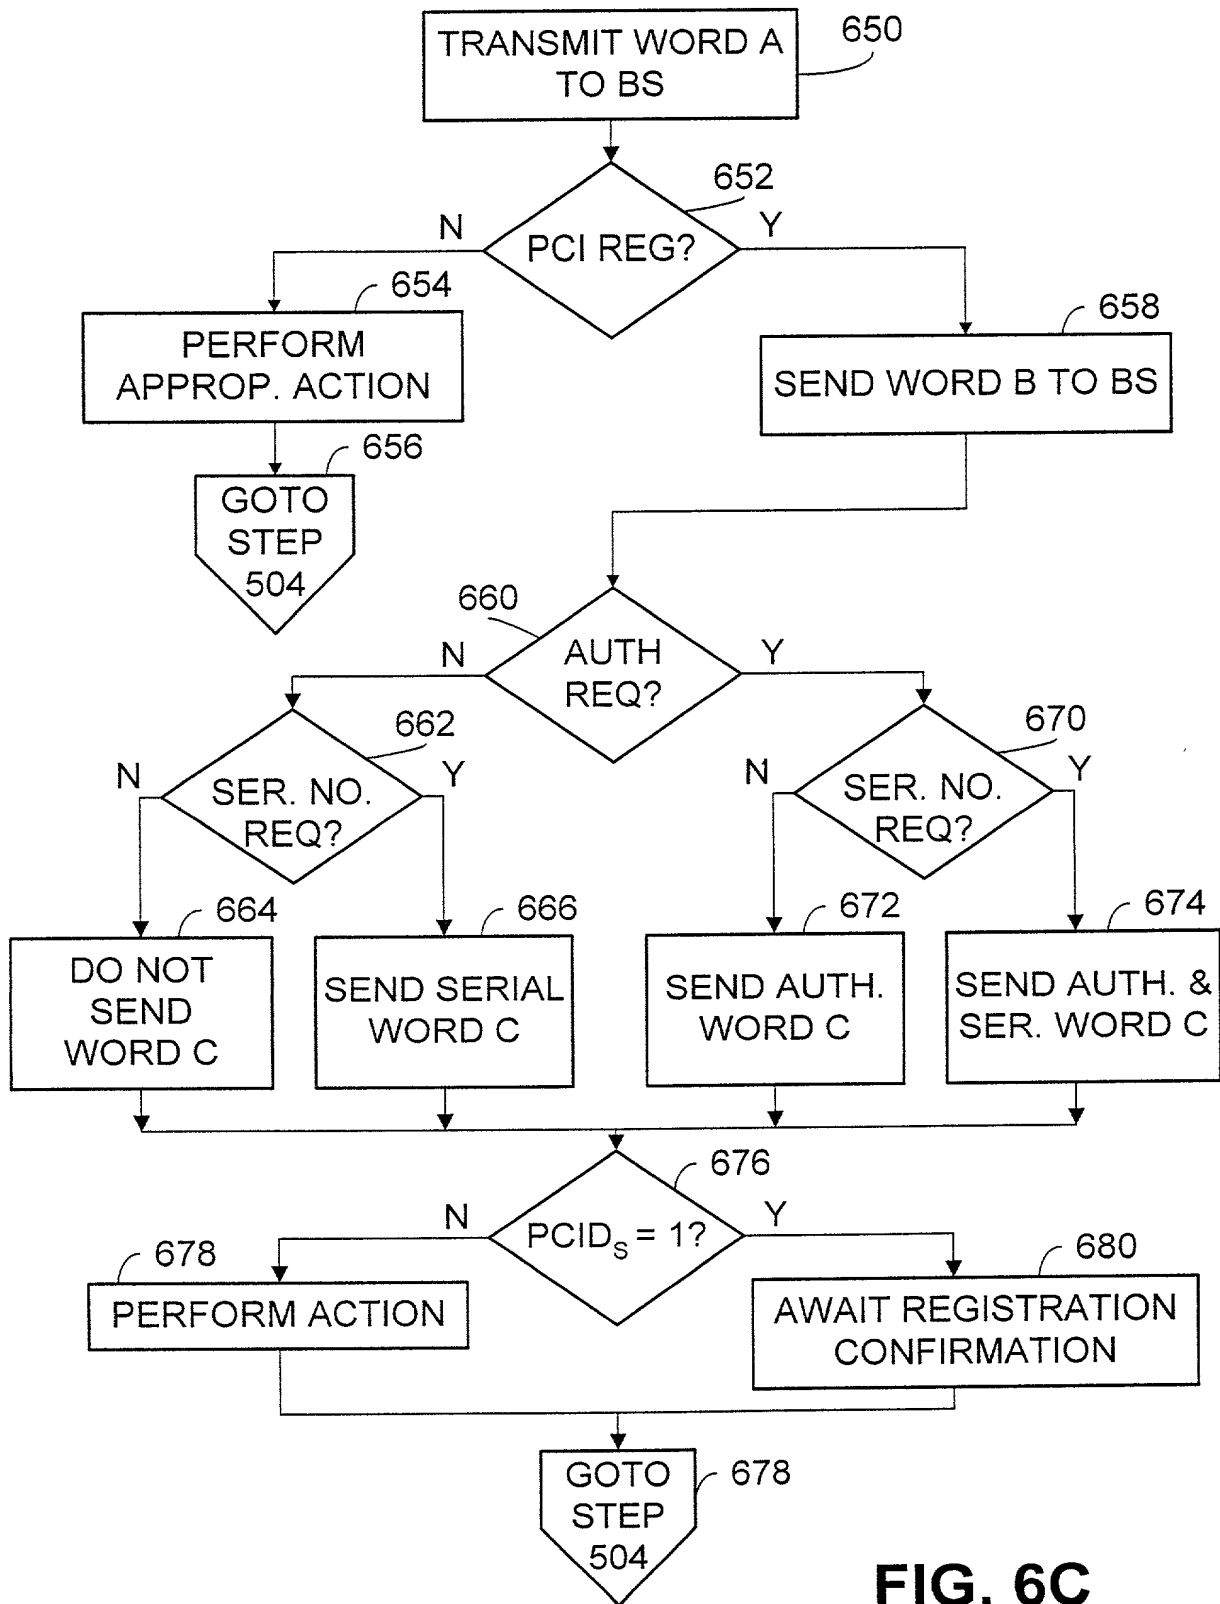 TRANSMIT WORD A
TO BS
650
652
N
Y
PCI REG?
654
PERFORM
APPROP. ACTION
658
SEND WORD B TO BS
656
GOTO
STEP
504
660
N
Y
AUTH
REQ?
662
N
Y
SER. NO.
REQ?
670
N
Y
SER. NO.
REQ?
664
DO NOT
SEND
WORD C
666
SEND SERIAL
WORD C
672
SEND AUTH.
WORD C
674
SEND AUTH. &
SER. WORD C
676
N
Y
PCIDS = 1?
678
PERFORM ACTION
680
AWAIT REGISTRATION
CONFIRMATION
GOTO
STEP
504
678
FIG. 6C